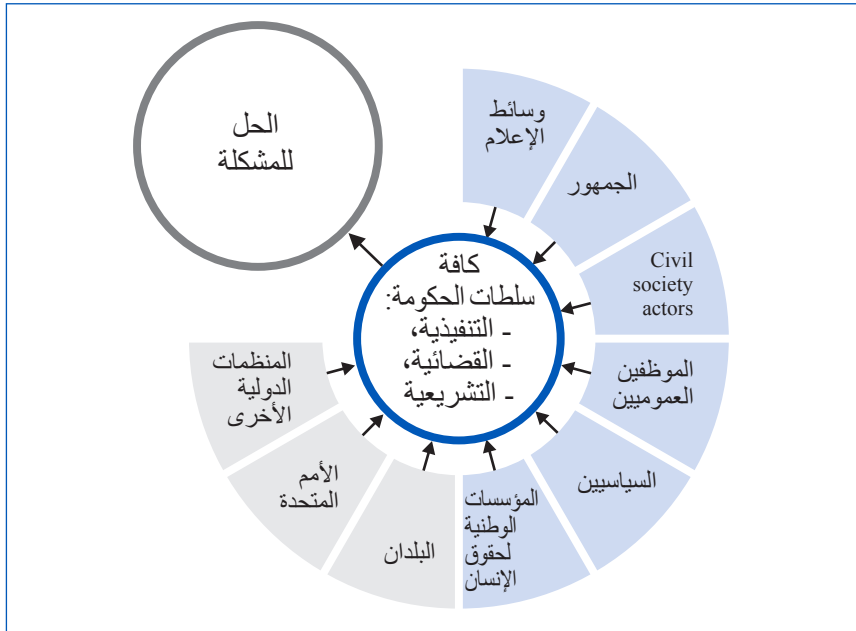 الحل
للمشكلة
وسائط
الإعلام
الجمهور
Civil
society
actors
الموظفين
العموميين
السياسيين
المؤسسات
الوطنية
لحقوق
الإنسان
البلدان
الأمم
المتحدة
المنظمات
الدولية
الأخرى
كافة
سلطات الحكومة:
- التنفيذية،
- القضائية،
- التشريعية